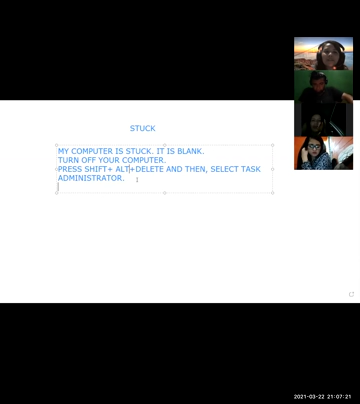 STUCK
MY COMPUTER IS STUCK. IT IS BLANK.
TURN OFF YOUR COMPUTER.
PRESS SHIFT+ ALT+DELETE AND THEN, SELECT TASK
ADMINISTRATOR.
2021-03-22 21:07:21